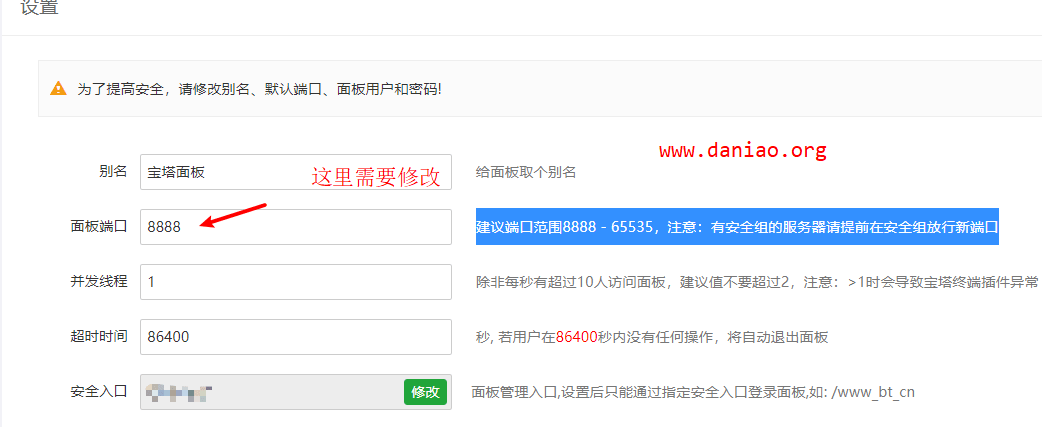 设置
为了提高安全，请修改别名、默认端口、面板用户和密码!
www.daniao.org
别名 宝塔面板 这里需要修改 给面板取个别名
面板端口 8888 建议端口范围8888 - 65535，注意：有安全组的服务器请提前在安全组放行新端口
并发线程 1 除非每秒有超过10人访问面板，建议值不要超过2，注意：>1时会导致宝塔终端插件异常
超时时间 86400 秒, 若用户在86400秒内没有任何操作，将自动退出面板
安全入口 修改 面板管理入口,设置后只能通过指定安全入口登录面板,如: /www_bt_cn